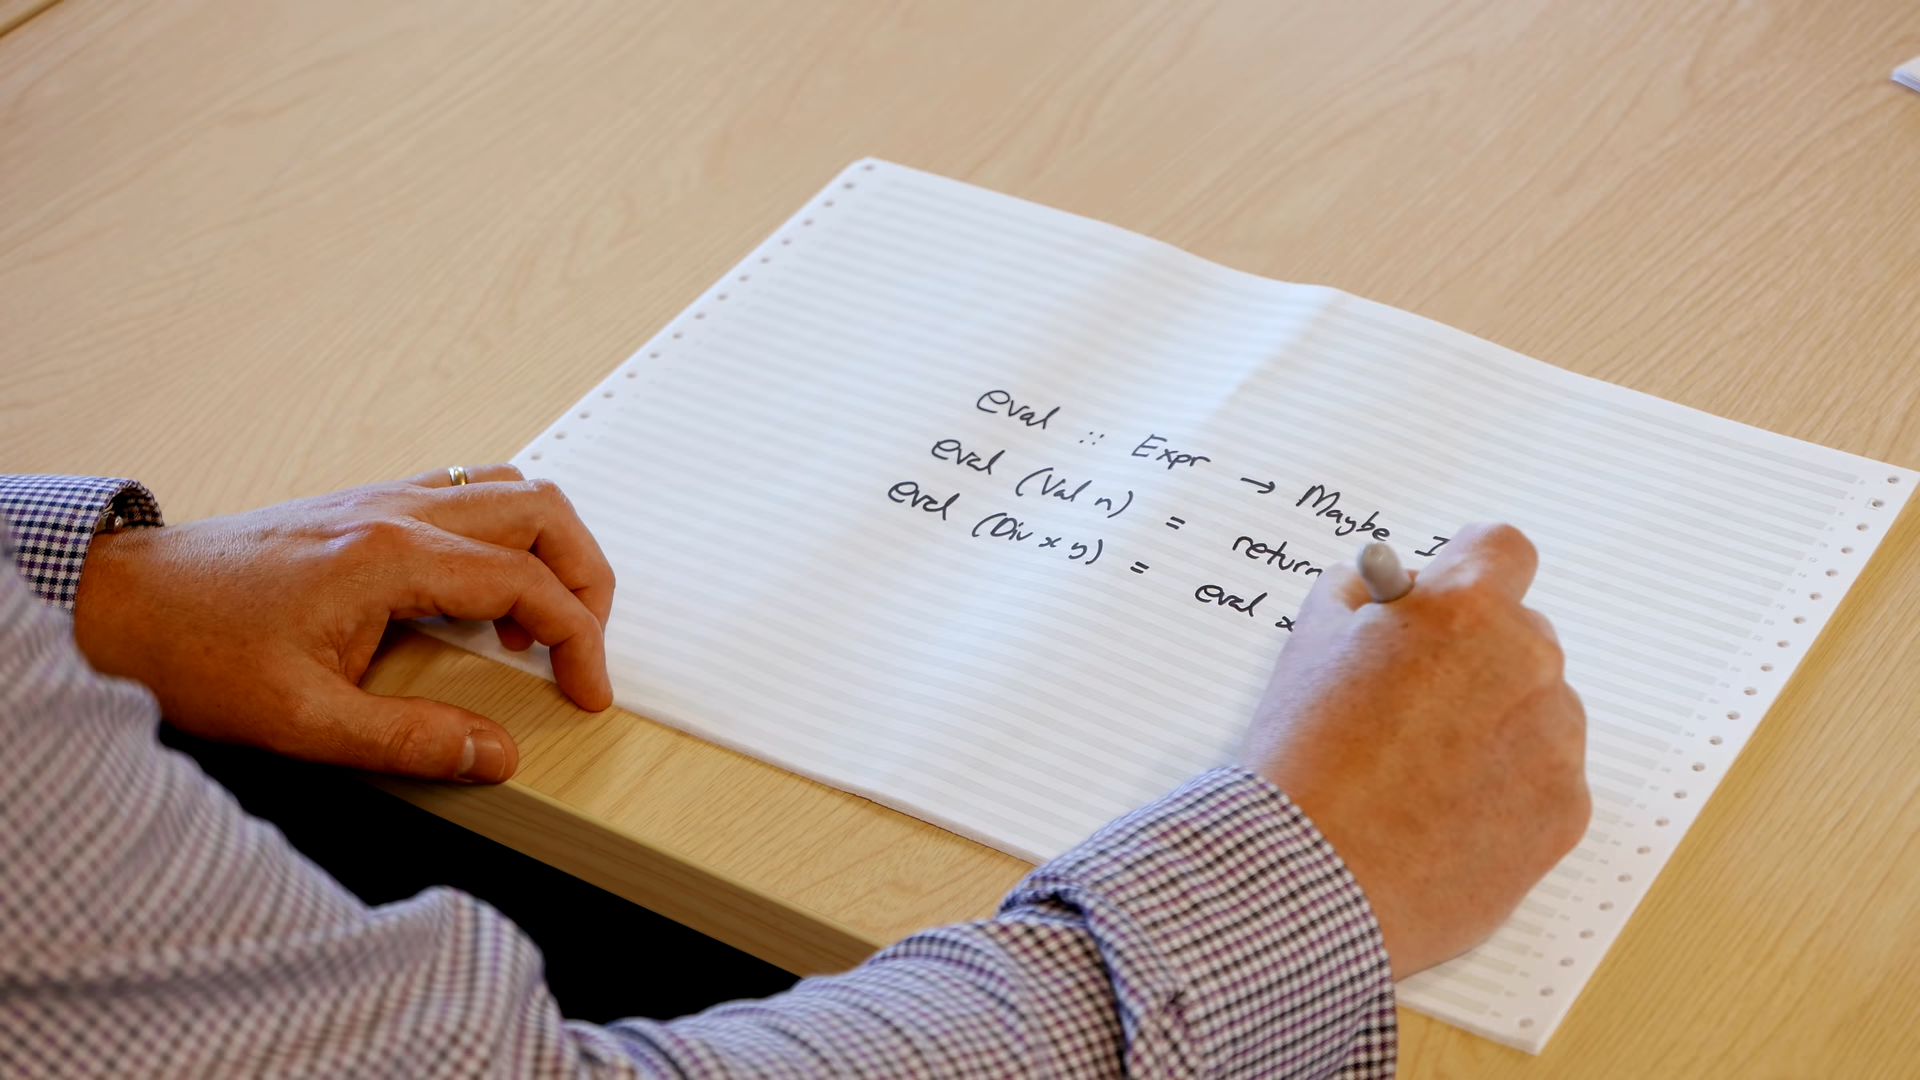 eval :: Expr → Maybe I
eval (Val n) = return
eval (Div x y) = eval x